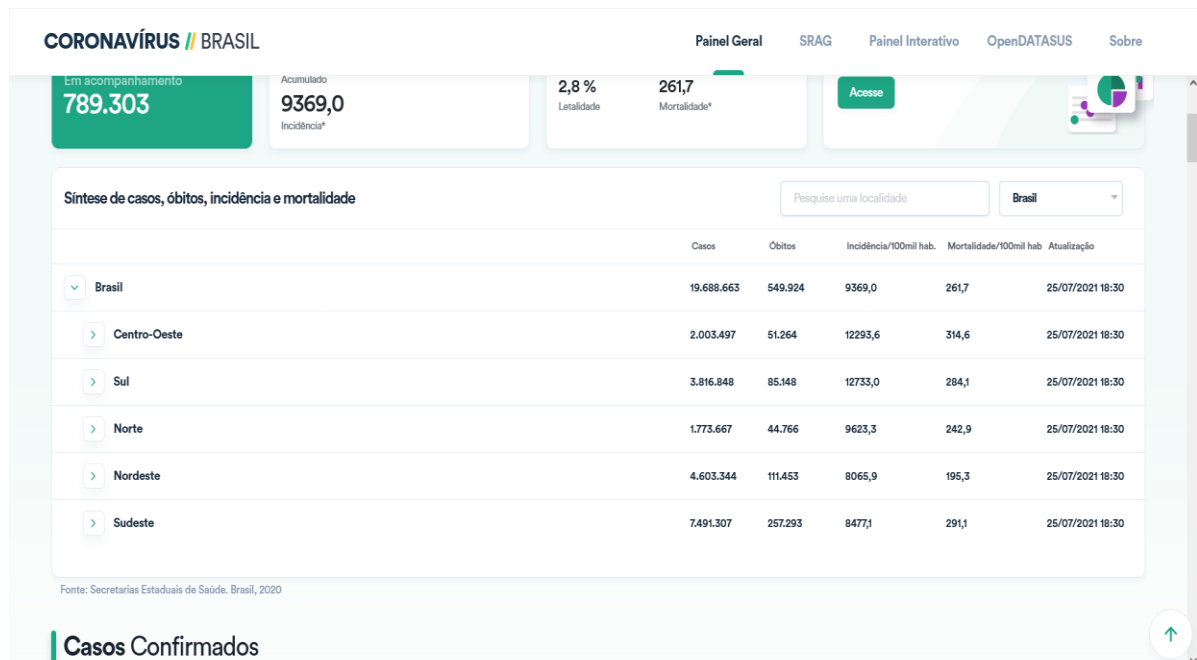 CORONAVÍRUS // BRASIL
Painel Geral SRAG Painel Interativo OpenDATASUS Sobre
Em acompanhamento
789.303
Acumulado
9369,0
Incidência*
2,8 % 261,7
Letalidade Mortalidade*
Acesse
Síntese de casos, óbitos, incidência e mortalidade
Pesquise uma localidade
Brasil
Casos Óbitos Incidência/100mil hab. Mortalidade/100mil hab Atualização
Brasil 19.688.663 549.924 9369,0 261,7 25/07/2021 18:30
Centro-Oeste 2.003.497 51.264 12293,6 314,6 25/07/2021 18:30
Sul 3.816.848 85.148 12733,0 284,1 25/07/2021 18:30
Norte 1.773.667 44.766 9623,3 242,9 25/07/2021 18:30
Nordeste 4.603.344 111.453 8065,9 195,3 25/07/2021 18:30
Sudeste 7.491.307 257.293 8477,1 291,1 25/07/2021 18:30
Fonte: Secretarias Estaduais de Saúde. Brasil, 2020
Casos Confirmados